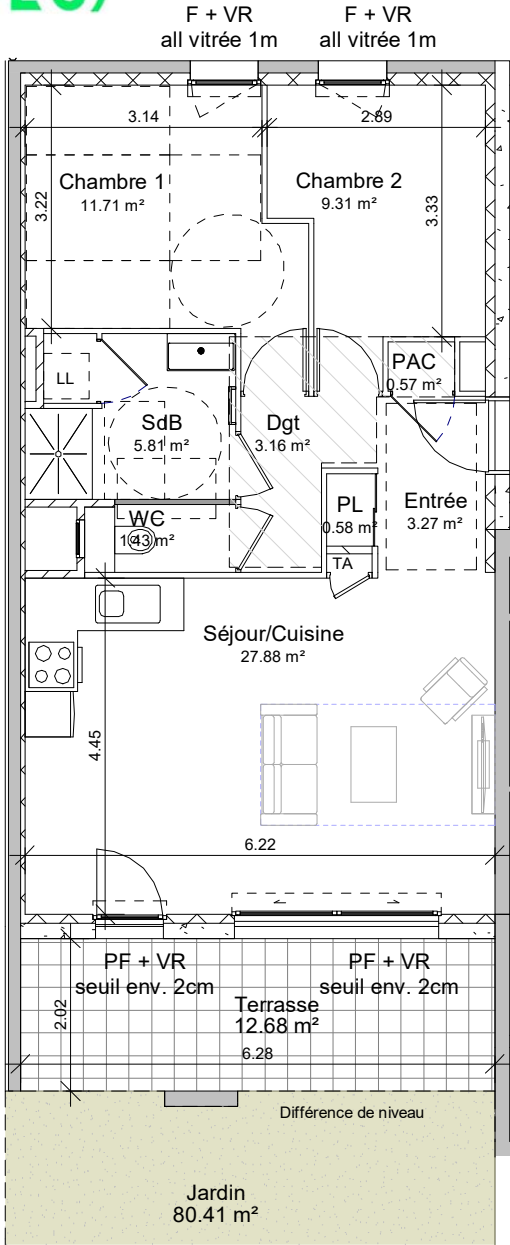 F + VR
all vitrée 1m
F + VR
all vitrée 1m
3.14
2.89
Chambre 1
11.71 m²
Chambre 2
9.31 m²
3.22
3.33
LL
PAC
0.57 m²
SdB
5.81 m²
Dgt
3.16 m²
PL
0.58 m²
Entrée
3.27 m²
WC
1.43 m²
TA
Séjour/Cuisine
27.88 m²
4.45
6.22
PF + VR
seuil env. 2cm
PF + VR
seuil env. 2cm
Terrasse
12.68 m²
2.02
6.28
Différence de niveau
Jardin
80.41 m²